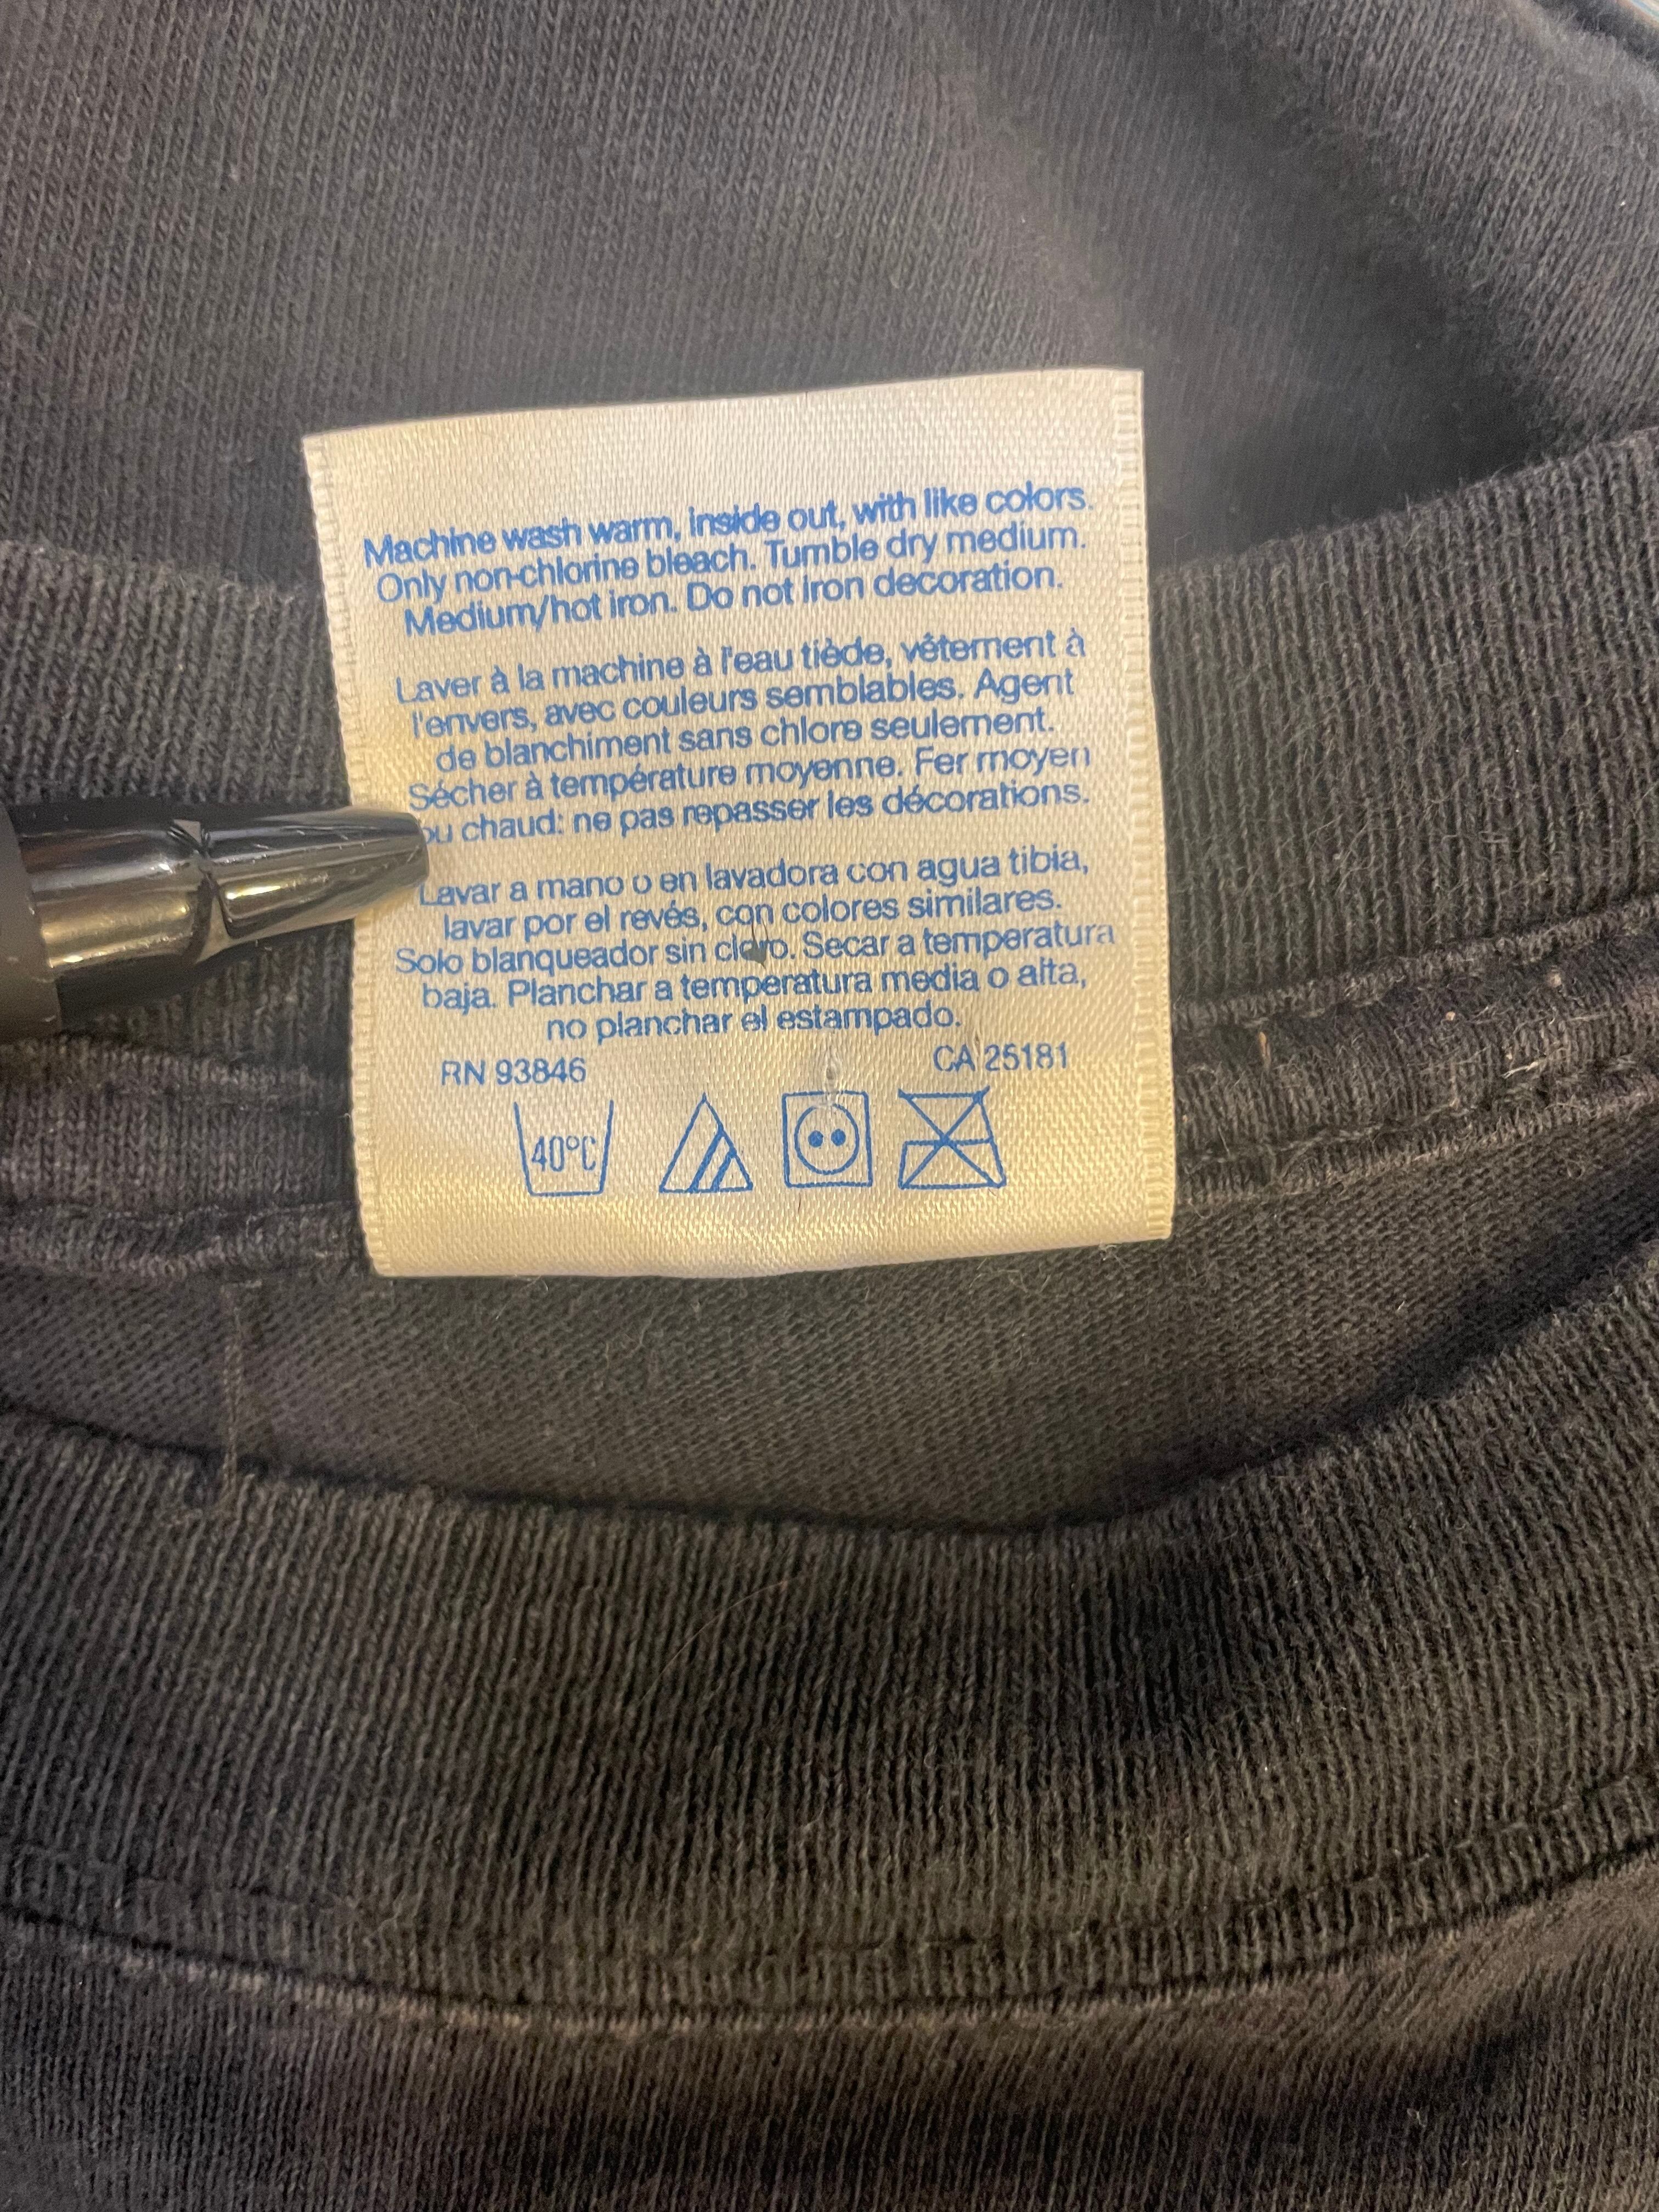 Machine wash warm, inside out, with like colors.
Only non-chlorine bleach. Tumble dry medium.
Medium/hot iron. Do not iron decoration.
Laver à la machine à l'eau tiède, vêtement à
l'envers, avec couleurs semblables. Agent
de blanchiment sans chlore seulement.
Sécher à température moyenne. Fer moyen
ou chaud: ne pas repasser les décorations.
Lavar a mano o en lavadora con agua tibia,
lavar por el revés, con colores similares.
Solo blanqueador sin cloro. Secar a temperatura
baja. Planchar a temperatura media o alta,
no planchar el estampado.
RN 93846 CA 25181
40°C